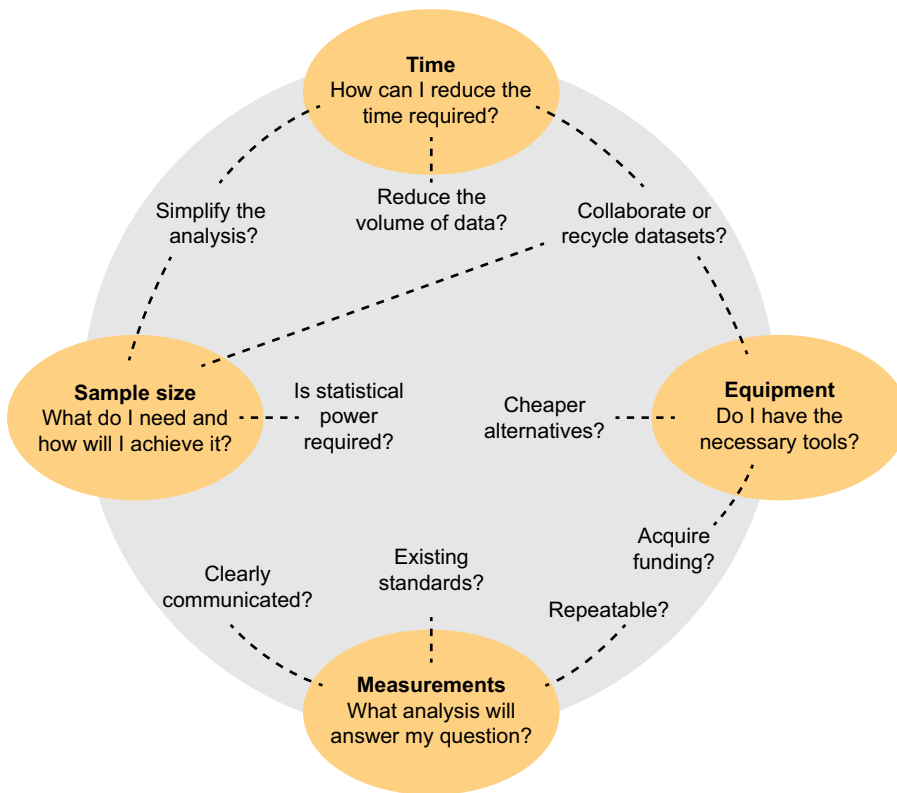 Time
How can I reduce the
time required?
Simplify the
analysis?
Reduce the
volume of data?
Collaborate or
recycle datasets?
Sample size
What do I need and
how will I achieve it?
Is statistical
power
required?
Cheaper
alternatives?
Equipment
Do I have the
necessary tools?
Acquire
funding?
Clearly
communicated?
Existing
standards?
Repeatable?
Measurements
What analysis will
answer my question?